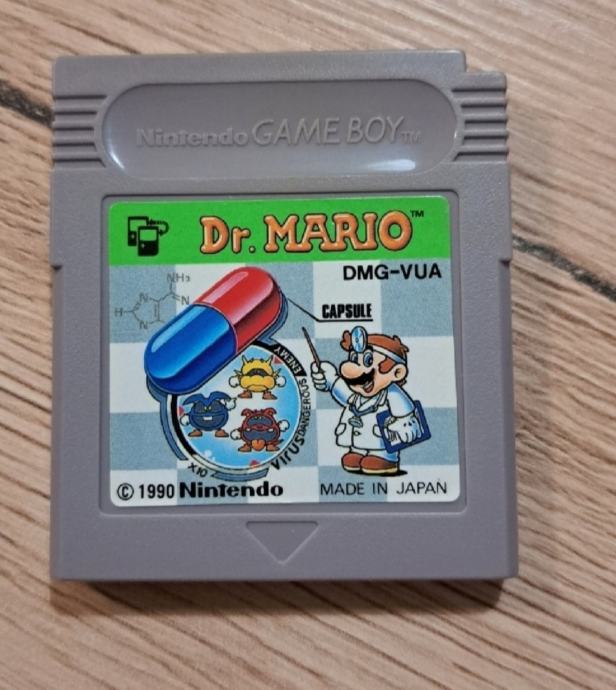 Nintendo GAME BOY™
Dr. MARIO™
DMG-VUA
NH₂
N
N
H
N
CAPSULE
VIRUS DANGEROUS ENEMY
X10
© 1990 Nintendo
MADE IN JAPAN